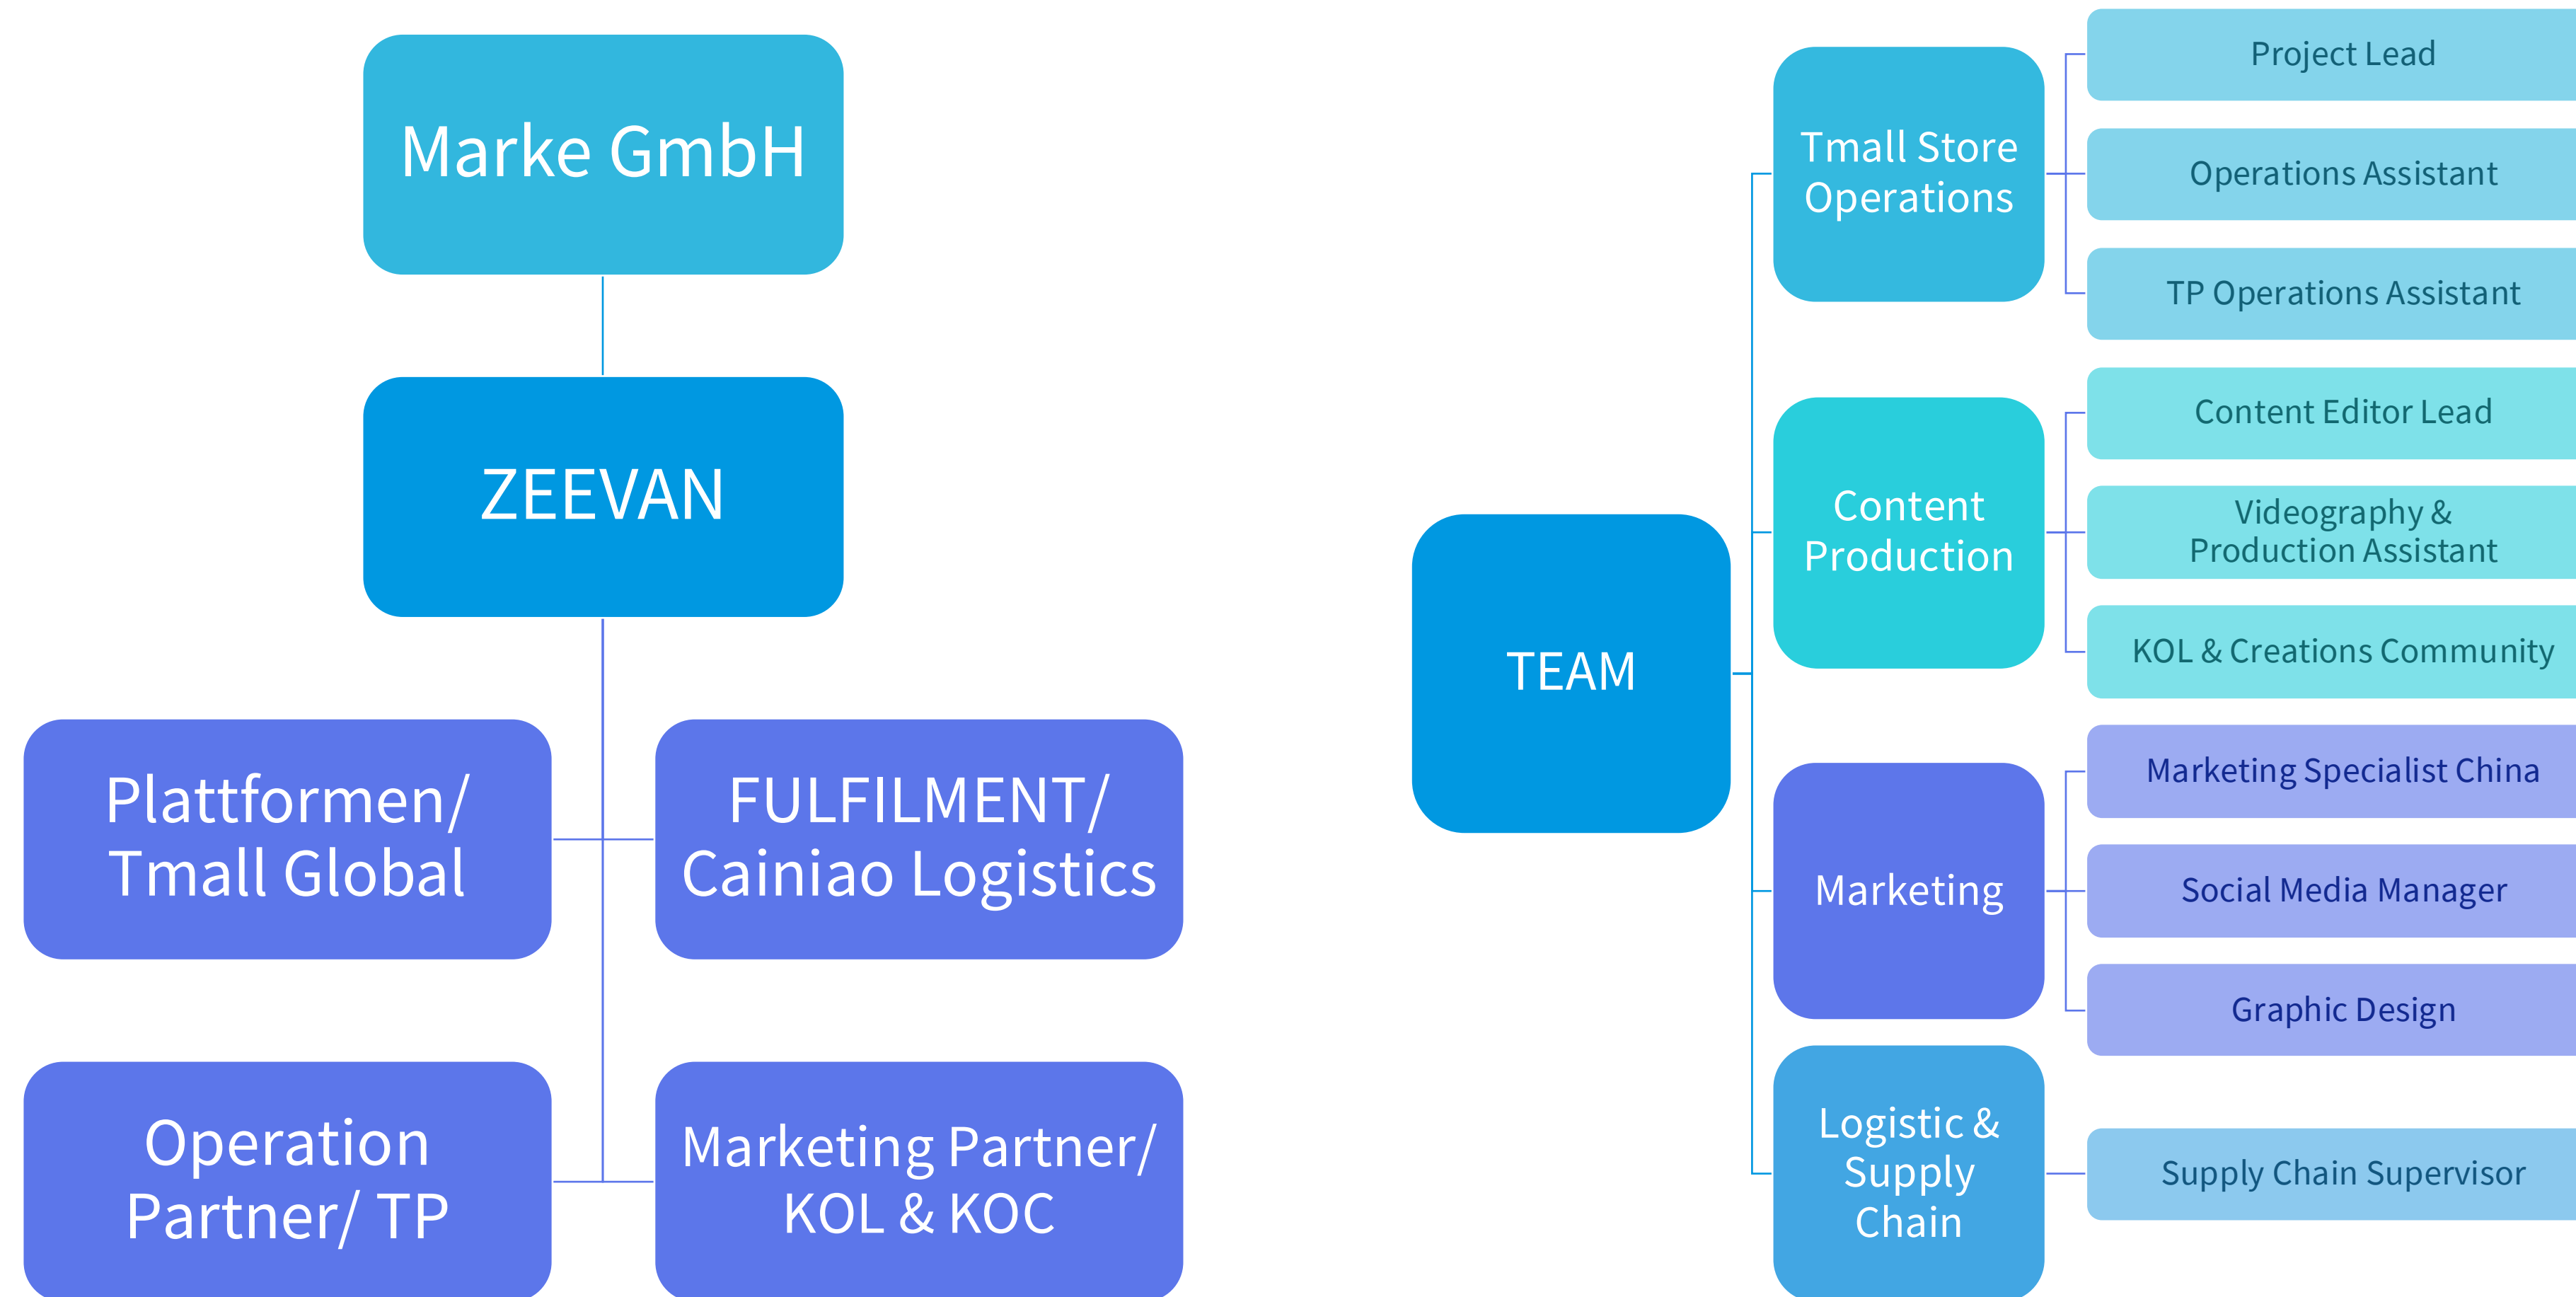 Marke GmbH
ZEEVAN
Plattformen/
Tmall Global
FULFILMENT/
Cainiao Logistics
Operation
Partner/ TP
Marketing Partner/
KOL & KOC
TEAM
Tmall Store
Operations
Project Lead
Operations Assistant
TP Operations Assistant
Content
Production
Content Editor Lead
Videography &
Production Assistant
KOL & Creations Community
Marketing
Marketing Specialist China
Social Media Manager
Graphic Design
Logistic &
Supply
Chain
Supply Chain Supervisor